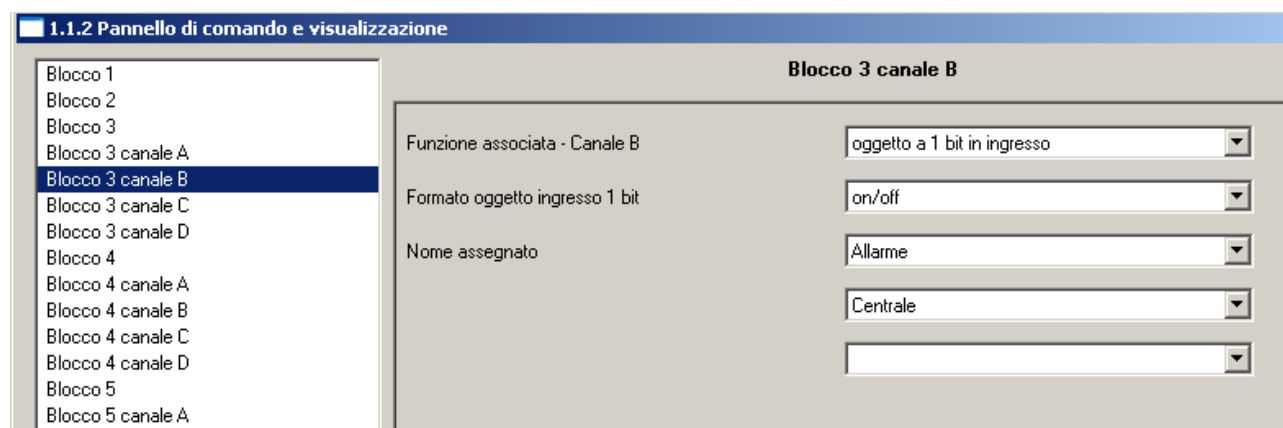 1.1.2 Pannello di comando e visualizzazione
Blocco 1
Blocco 2
Blocco 3
Blocco 3 canale A
Blocco 3 canale B
Blocco 3 canale C
Blocco 3 canale D
Blocco 4
Blocco 4 canale A
Blocco 4 canale B
Blocco 4 canale C
Blocco 4 canale D
Blocco 5
Blocco 5 canale A
Blocco 3 canale B
Funzione associata - Canale B
oggetto a 1 bit in ingresso
Formato oggetto ingresso 1 bit
on/off
Nome assegnato
Allarme
Centrale